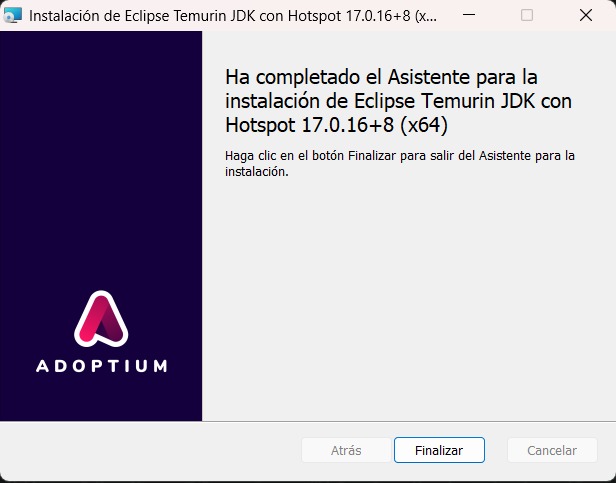 Instalación de Eclipse Temurin JDK con Hotspot 17.0.16+8 (x...
Ha completado el Asistente para la
instalación de Eclipse Temurin JDK con
Hotspot 17.0.16+8 (x64)
Haga clic en el botón Finalizar para salir del Asistente para la
instalación.
ADOPTIUM
Atrás
Finalizar
Cancelar